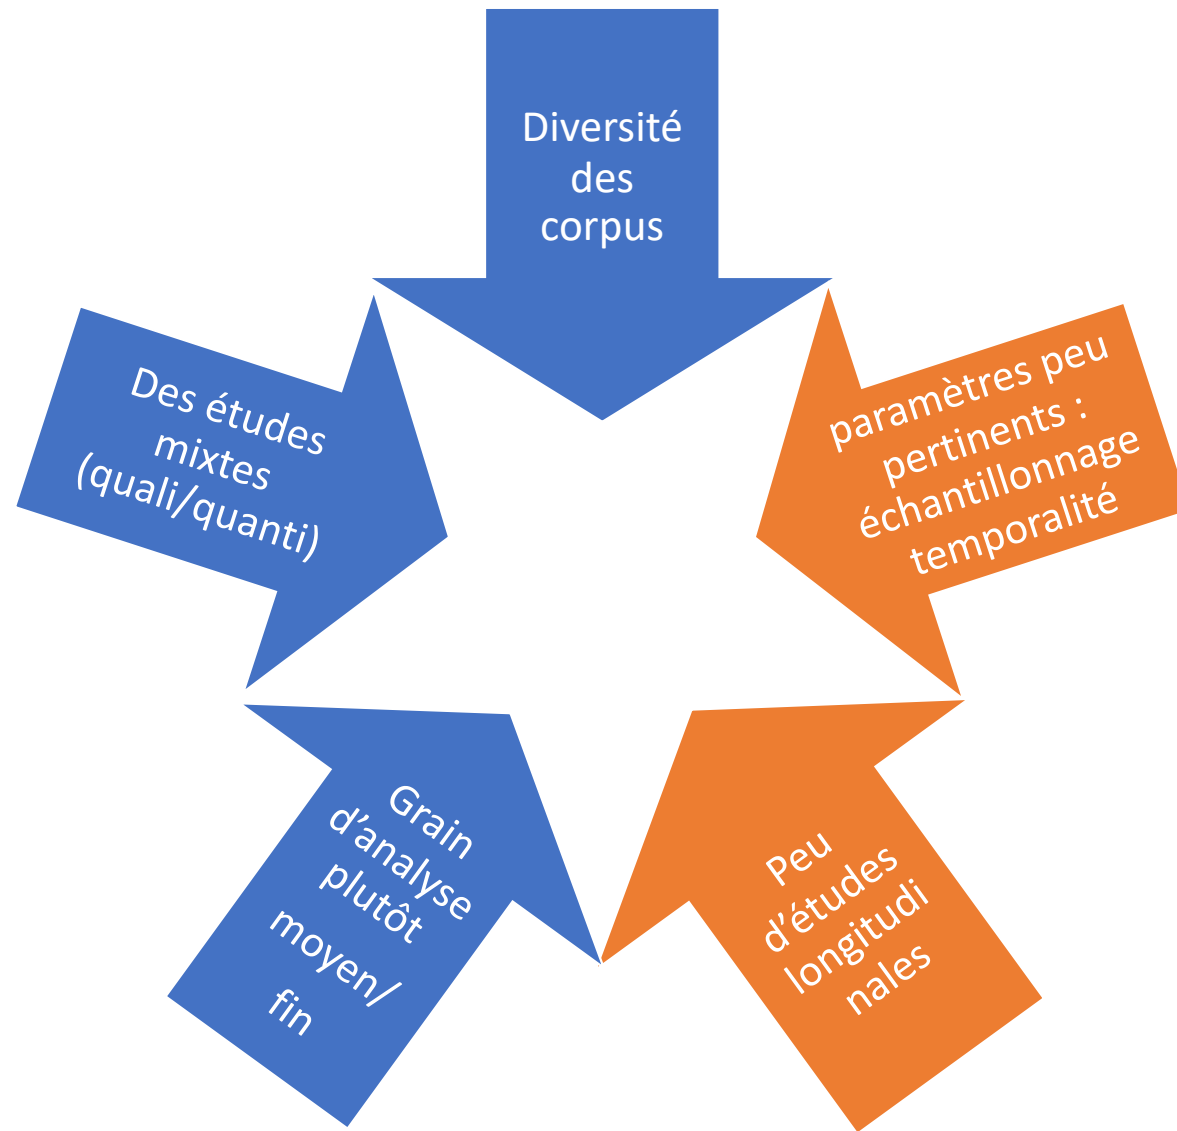 Diversité
des
corpus
paramètres peu
pertinents :
échantillonnage
temporalité
Peu
d’études
longitudi
nales
Grain
d’analyse
plutôt
moyen/
fin
Des études
mixtes
(quali/quanti)